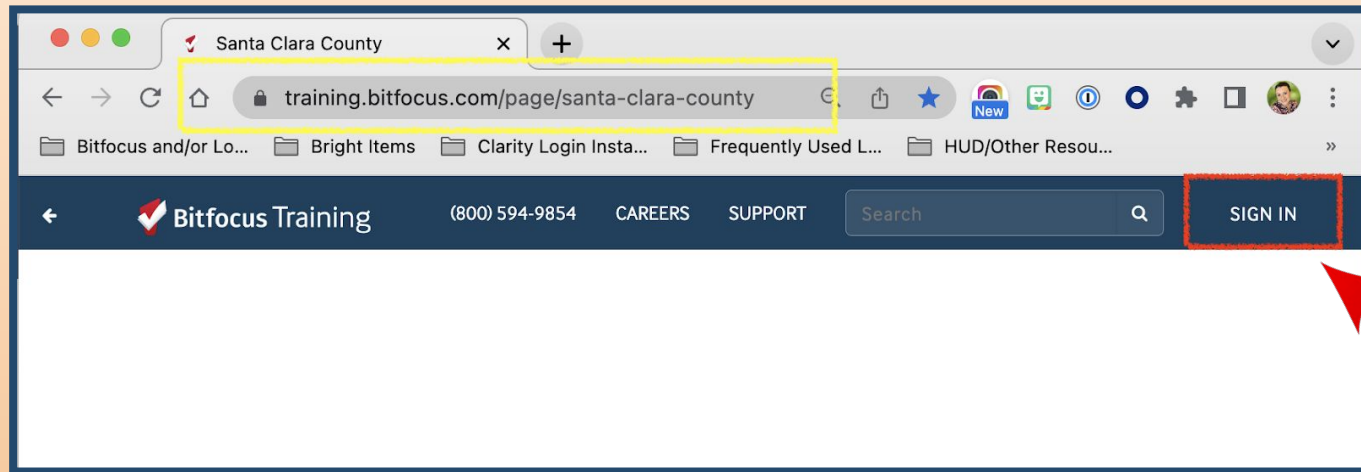 Santa Clara County
training.bitfocus.com/page/santa-clara-county
New
Bitfocus and/or Lo... Bright Items Clarity Login Insta... Frequently Used L... HUD/Other Resou...
Bitfocus Training (800) 594-9854 CAREERS SUPPORT Search SIGN IN